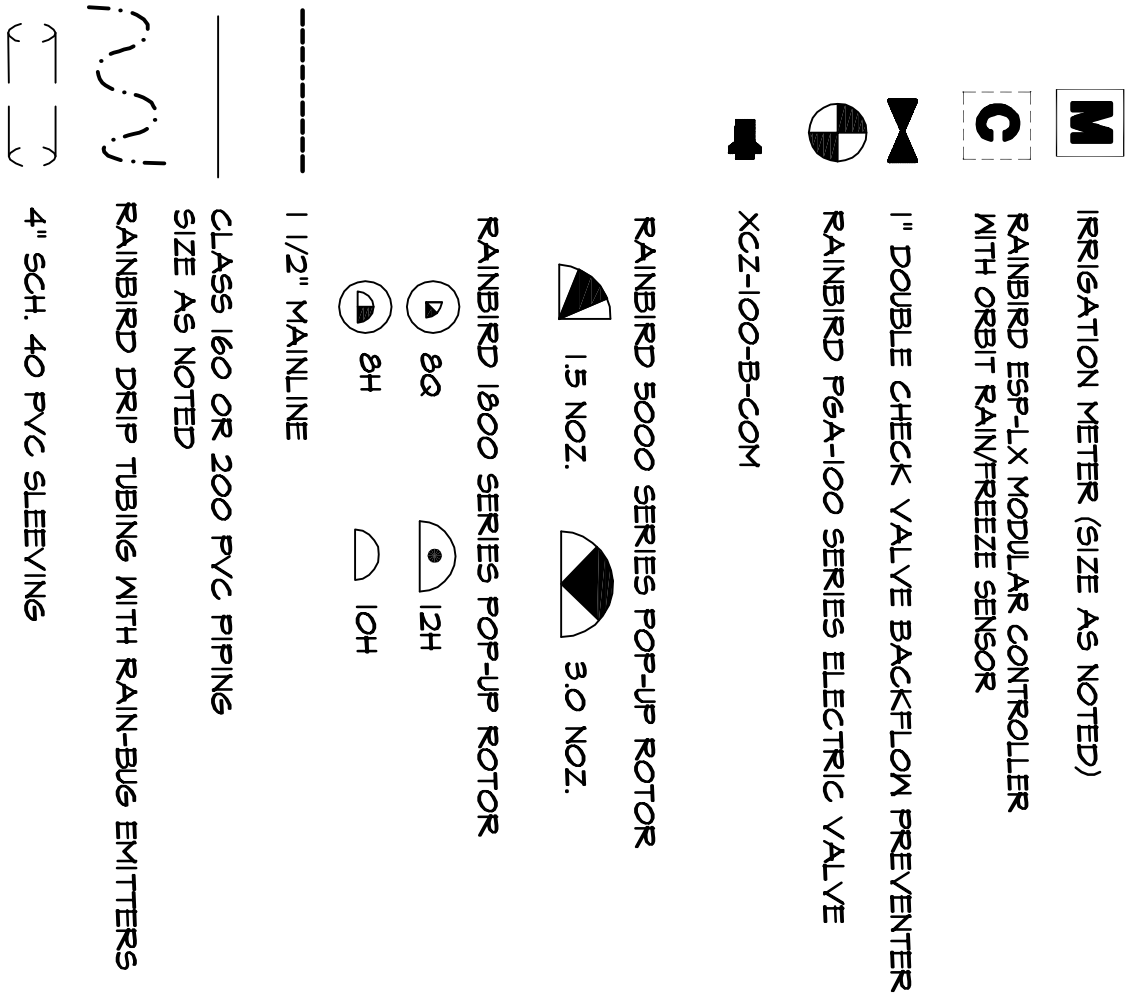 M
IRRIGATION METER (SIZE AS NOTED)
C
RAINBIRD ESP-LX MODULAR CONTROLLER
WITH ORBIT RAIN/FREEZE SENSOR
1" DOUBLE CHECK VALVE BACKFLOW PREVENTER
RAINBIRD PGA-100 SERIES ELECTRIC VALVE
XCZ-100-B-COM
RAINBIRD 5000 SERIES POP-UP ROTOR
1.5 NOZ.
3.0 NOZ.
RAINBIRD 1800 SERIES POP-UP ROTOR
8Q
12H
8H
10H
1 1/2" MAINLINE
CLASS 160 OR 200 PVC PIPING
SIZE AS NOTED
RAINBIRD DRIP TUBING WITH RAIN-BUG EMITTERS
4" SCH. 40 PVC SLEEVING